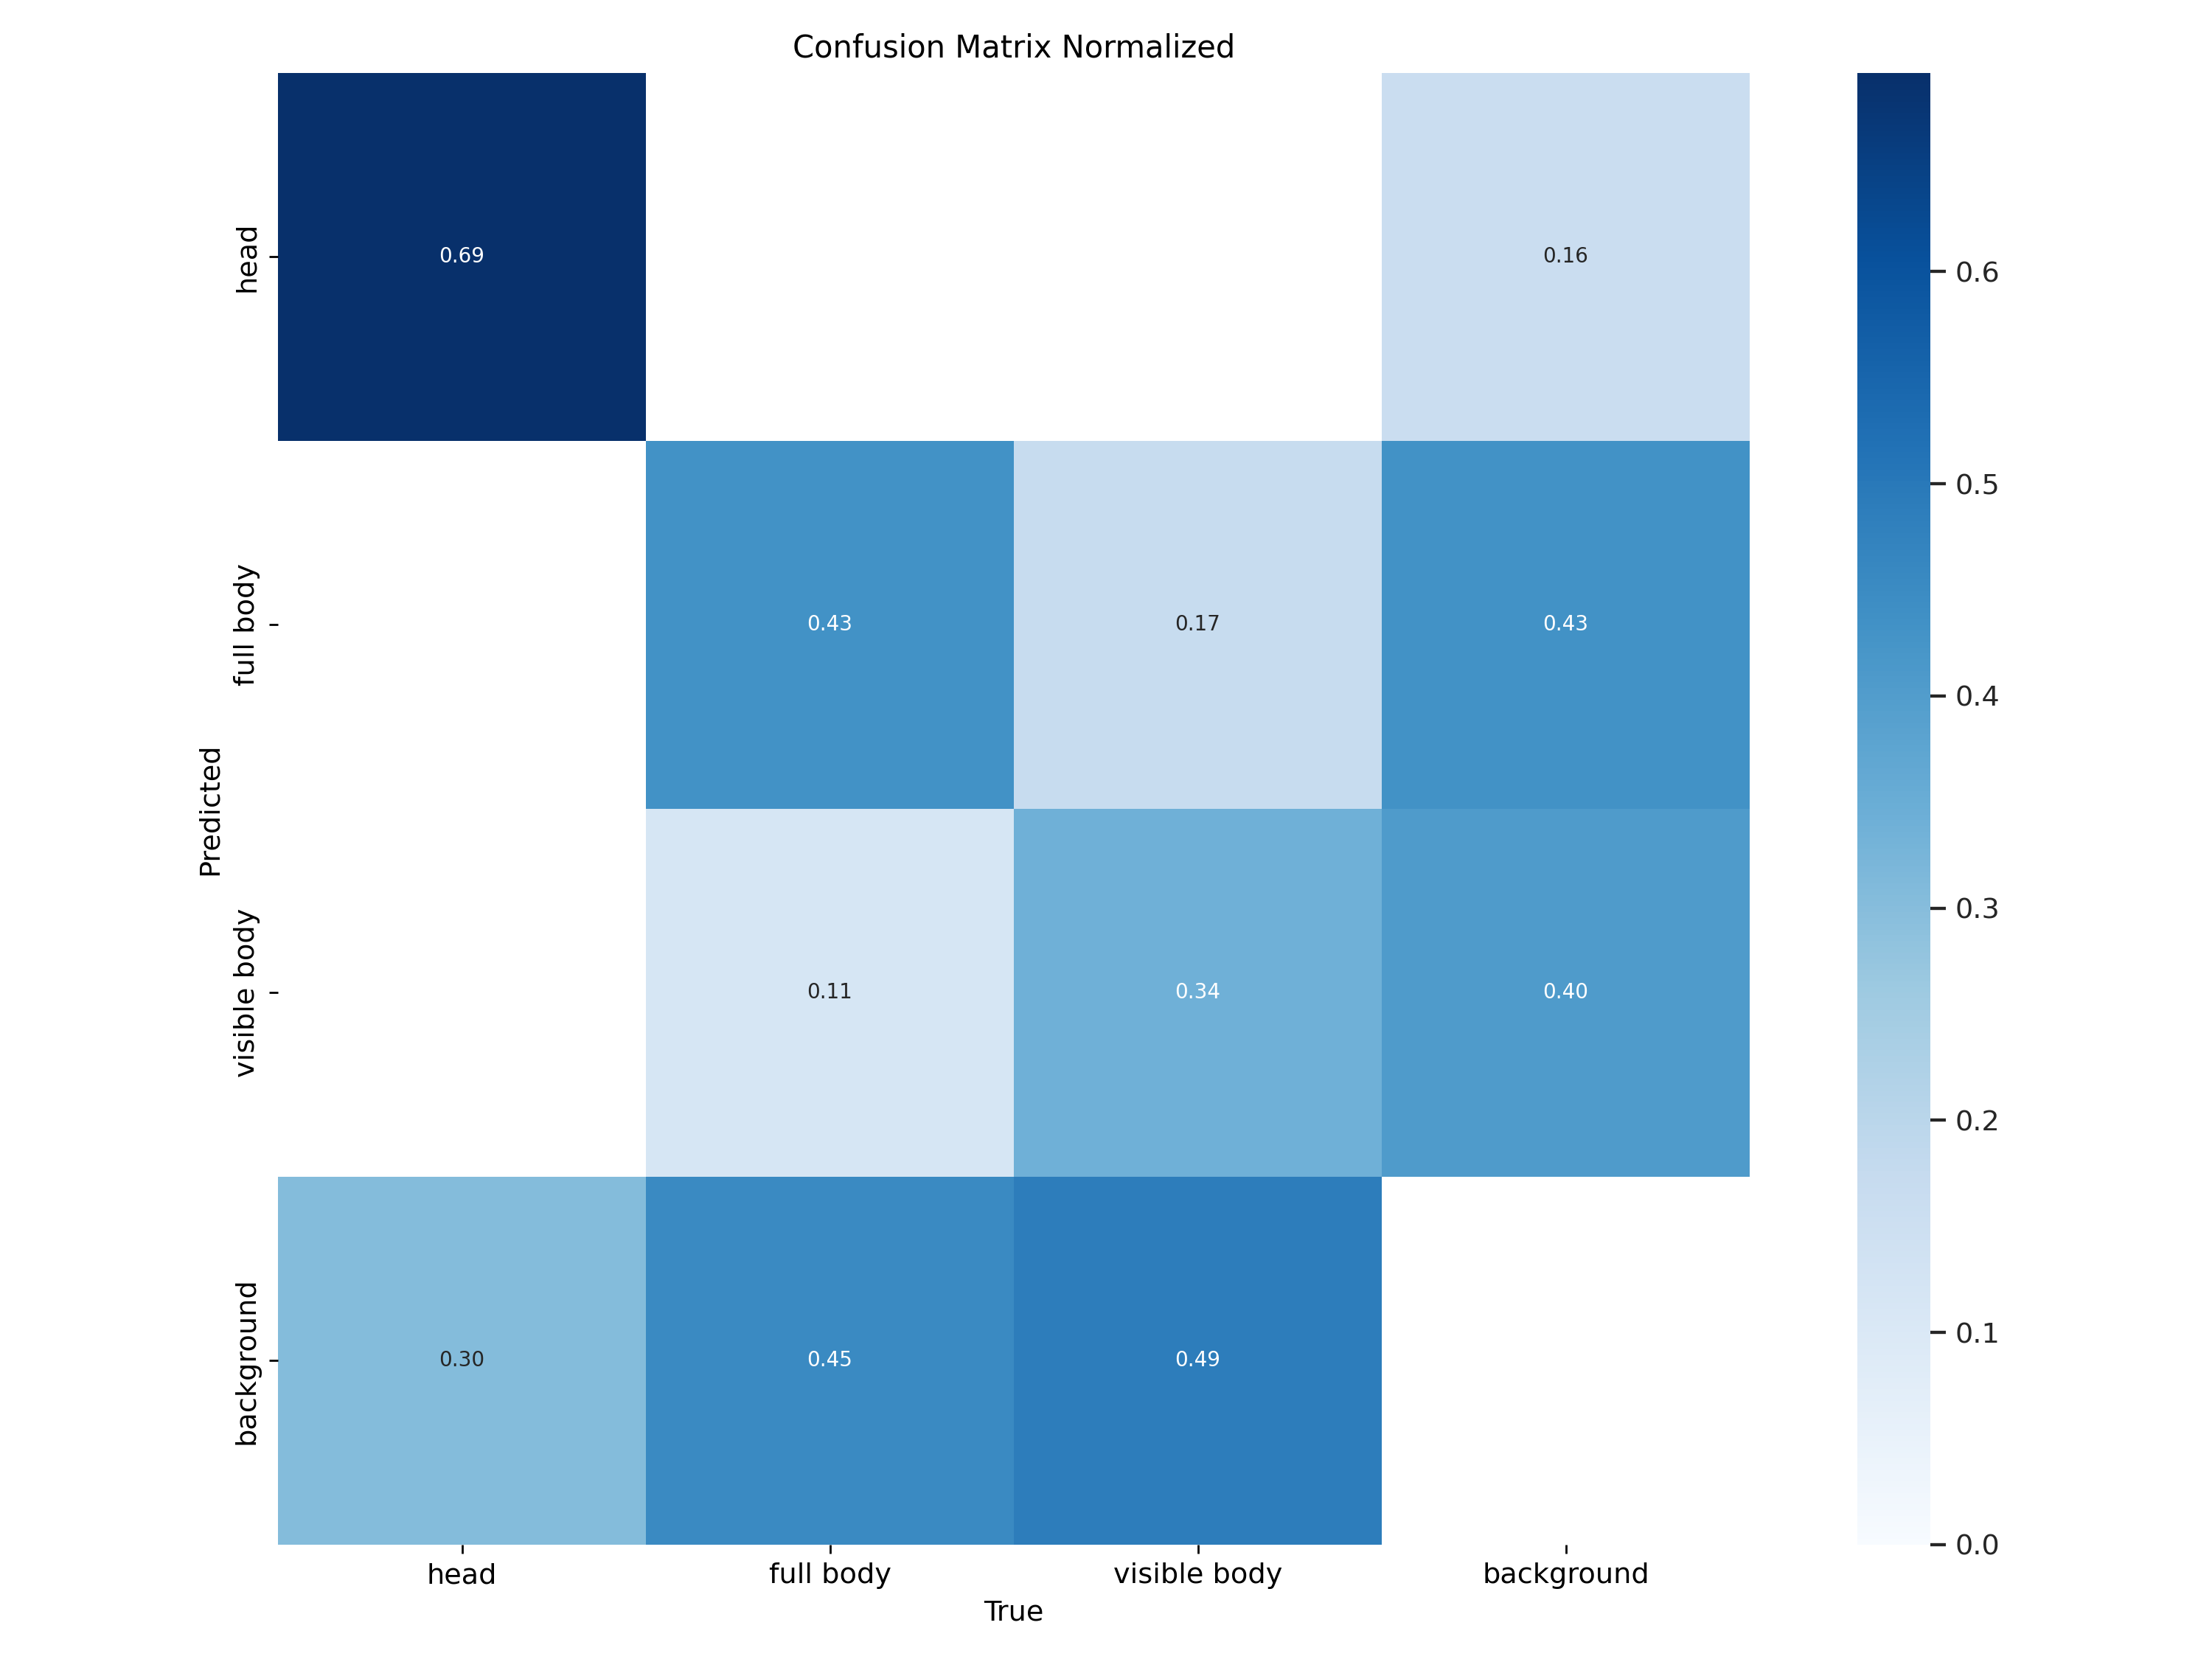 Confusion Matrix Normalized
head
0.69
0.16
full body
0.43
0.17
0.43
visible body
0.11
0.34
0.40
background
0.30
0.45
0.49
Predicted
head
full body
visible body
background
True
0.6
0.5
0.4
0.3
0.2
0.1
0.0